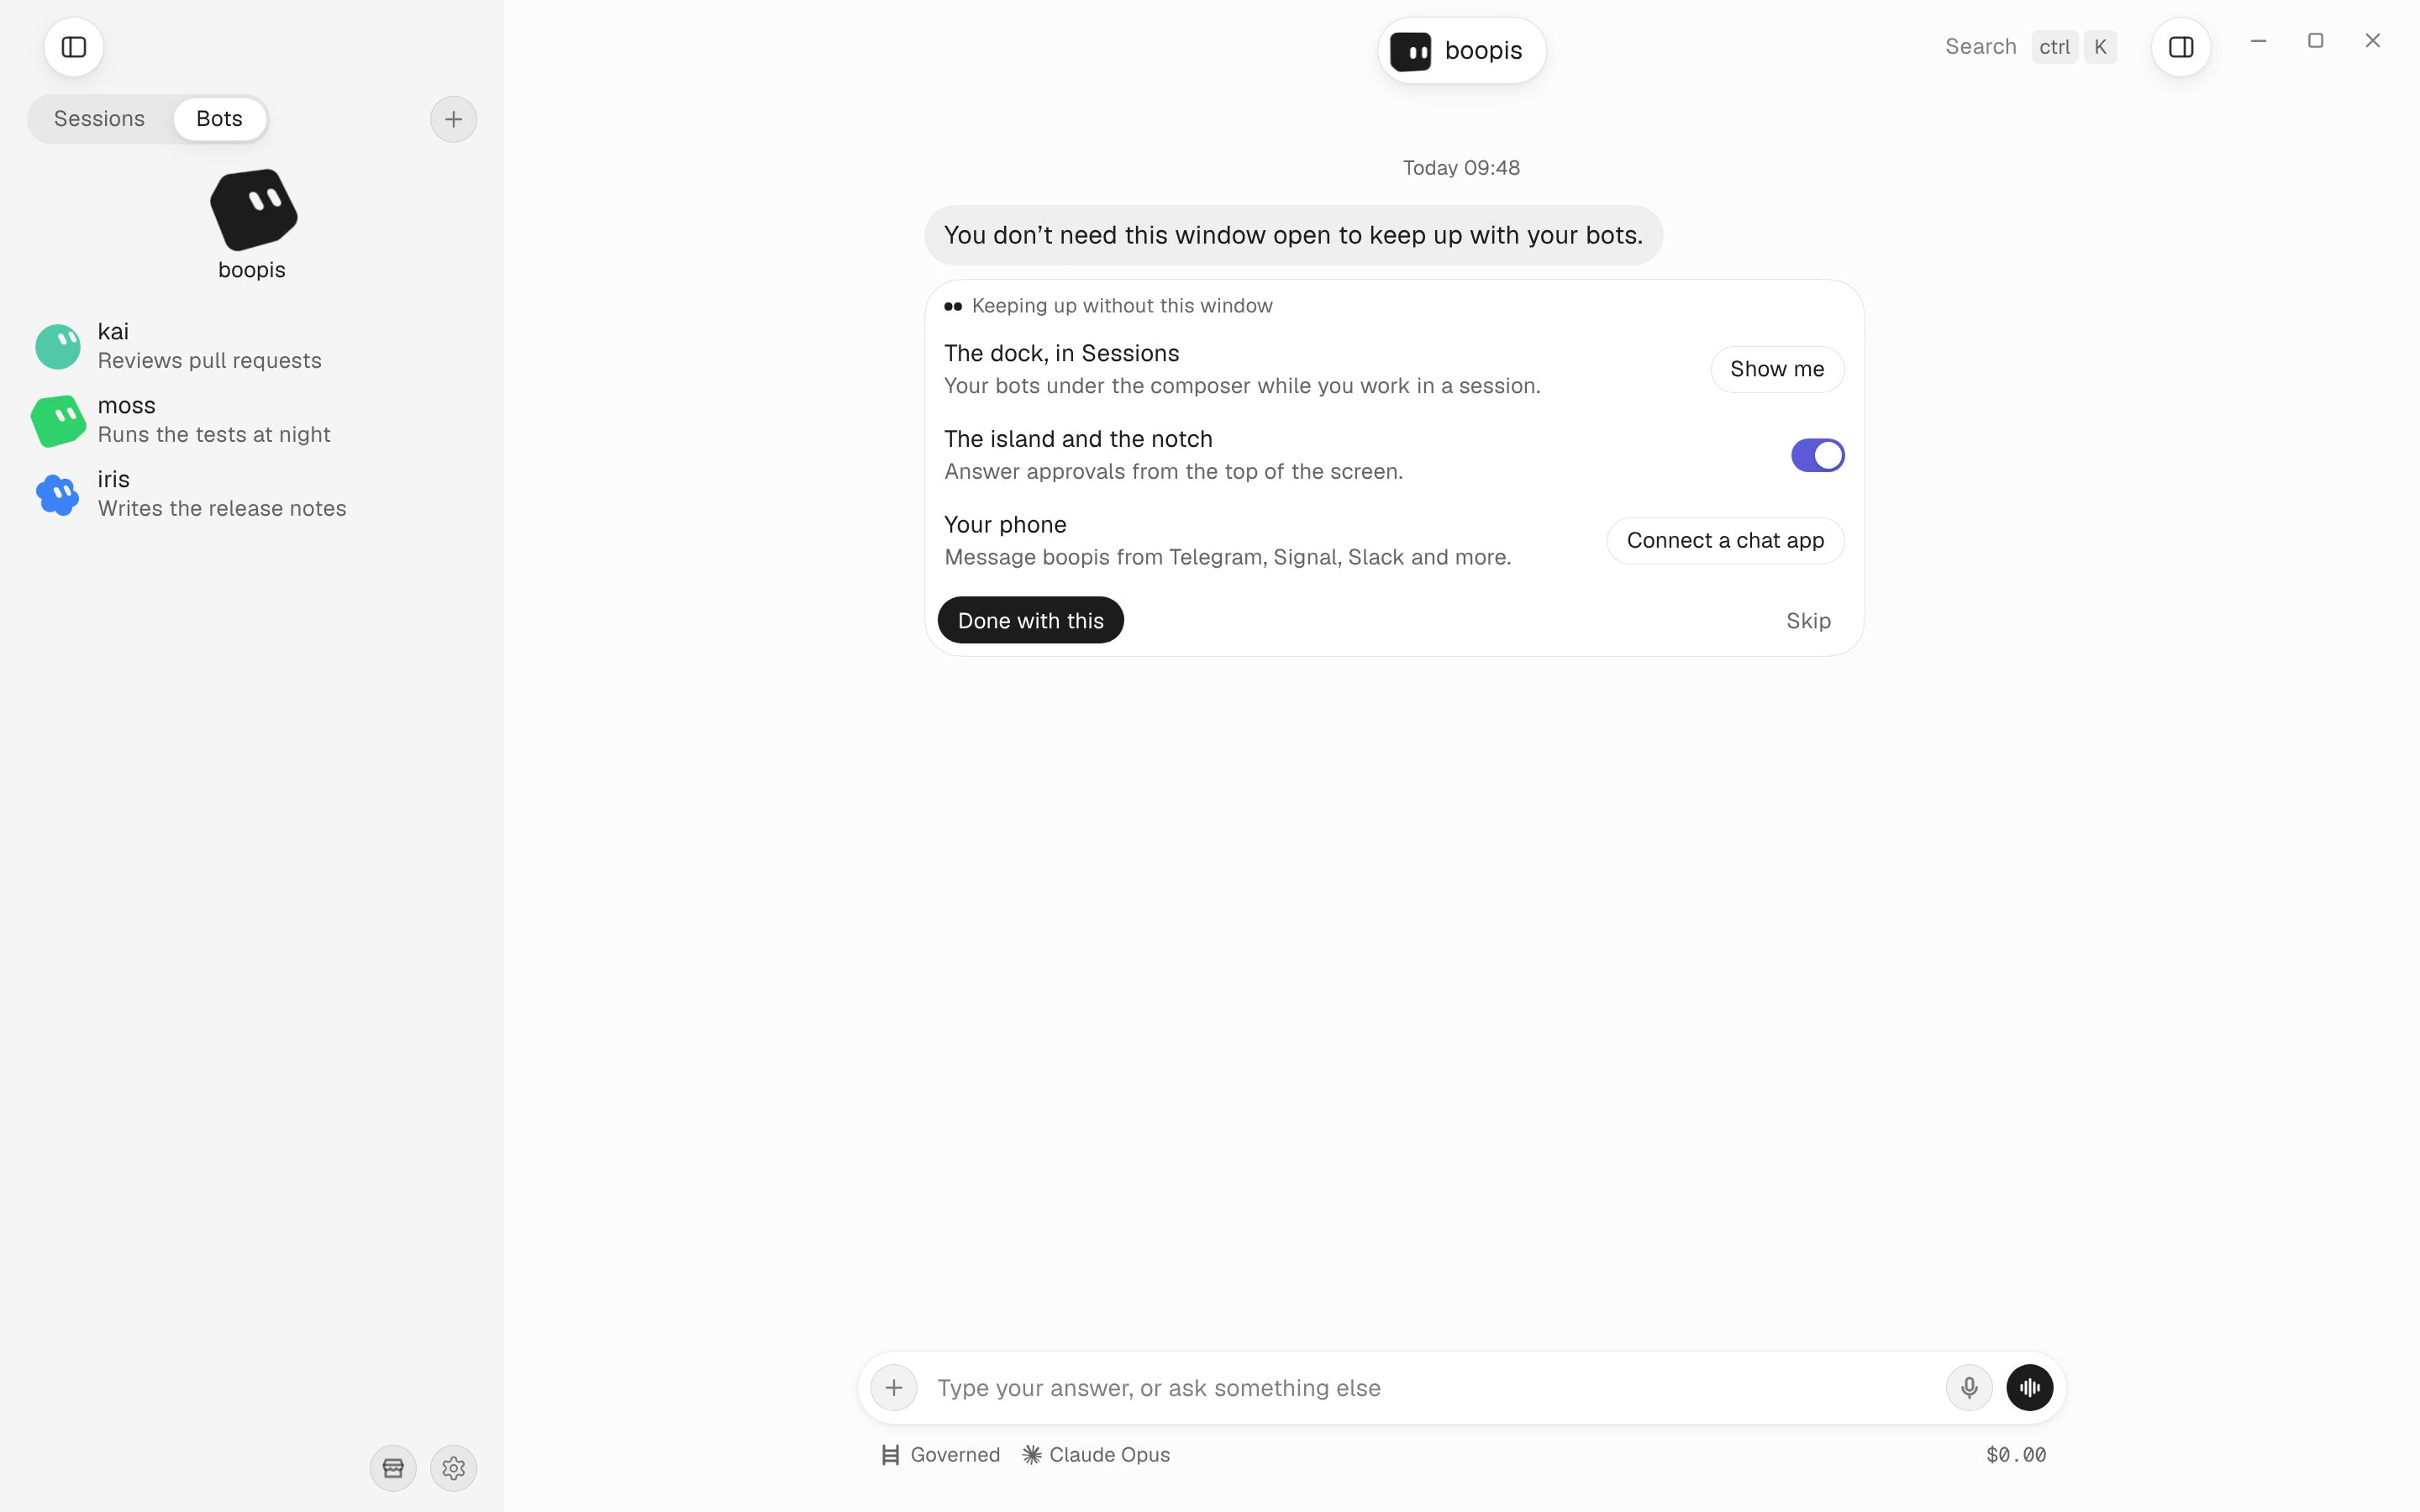 boopis
Search ctrl K
Sessions
Bots
boopis
kai
Reviews pull requests
moss
Runs the tests at night
iris
Writes the release notes
Today 09:48
You don’t need this window open to keep up with your bots.
Keeping up without this window
The dock, in Sessions
Your bots under the composer while you work in a session.
Show me
The island and the notch
Answer approvals from the top of the screen.
Your phone
Message boopis from Telegram, Signal, Slack and more.
Connect a chat app
Done with this
Skip
Type your answer, or ask something else
Governed
Claude Opus
$0.00